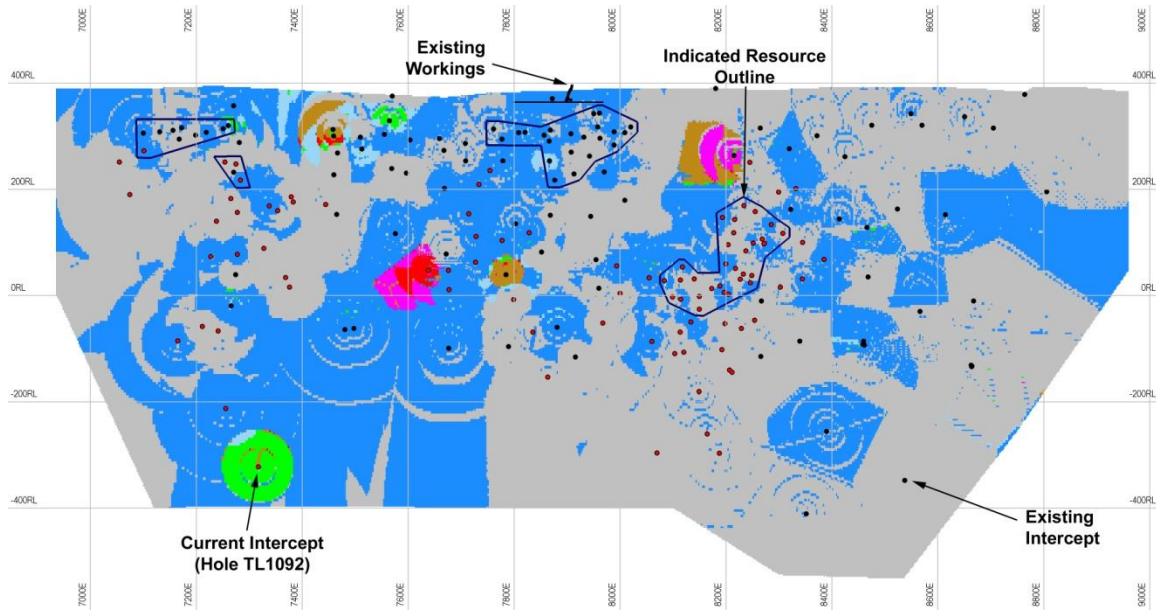 7000E
7200E
7400E
7600E
7800E
8000E
8200E
8400E
8600E
8800E
9000E
Existing
Workings
Indicated Resource
Outline
400RL
400RL
200RL
200RL
0RL
0RL
-200RL
-200RL
-400RL
-400RL
Current Intercept
(Hole TL1092)
Existing
Intercept
7000E
7200E
7400E
7600E
7800E
8000E
8200E
8400E
8600E
8800E
9000E